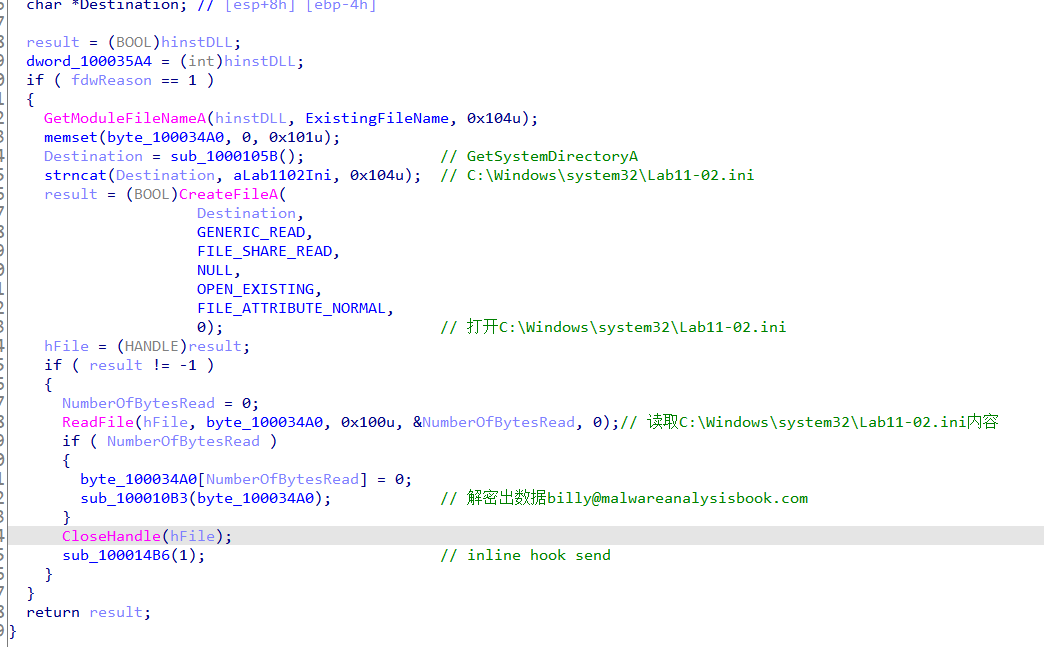 char *Destination; // [esp+8h] [ebp-4h]
result = (BOOL)hinstDLL;
dword_100035A4 = (int)hinstDLL;
if ( fdwReason == 1 )
{
GetModuleFileNameA(hinstDLL, ExistingFileName, 0x104u);
memset(byte_100034A0, 0, 0x101u);
Destination = sub_1000105B(); // GetSystemDirectoryA
strncat(Destination, aLab1102Ini, 0x104u); // C:\Windows\system32\Lab11-02.ini
result = (BOOL)CreateFileA(
Destination,
GENERIC_READ,
FILE_SHARE_READ,
NULL,
OPEN_EXISTING,
FILE_ATTRIBUTE_NORMAL,
0); // 打开C:\Windows\system32\Lab11-02.ini
hFile = (HANDLE)result;
if ( result != -1 )
{
NumberOfBytesRead = 0;
ReadFile(hFile, byte_100034A0, 0x100u, &NumberOfBytesRead, 0);// 读取C:\Windows\system32\Lab11-02.ini内容
if ( NumberOfBytesRead )
{
byte_100034A0[NumberOfBytesRead] = 0;
sub_100010B3(byte_100034A0); // 解密出数据billy@malwareanalysisbook.com
}
CloseHandle(hFile);
sub_100014B6(1); // inline hook send
}
}
return result;
}